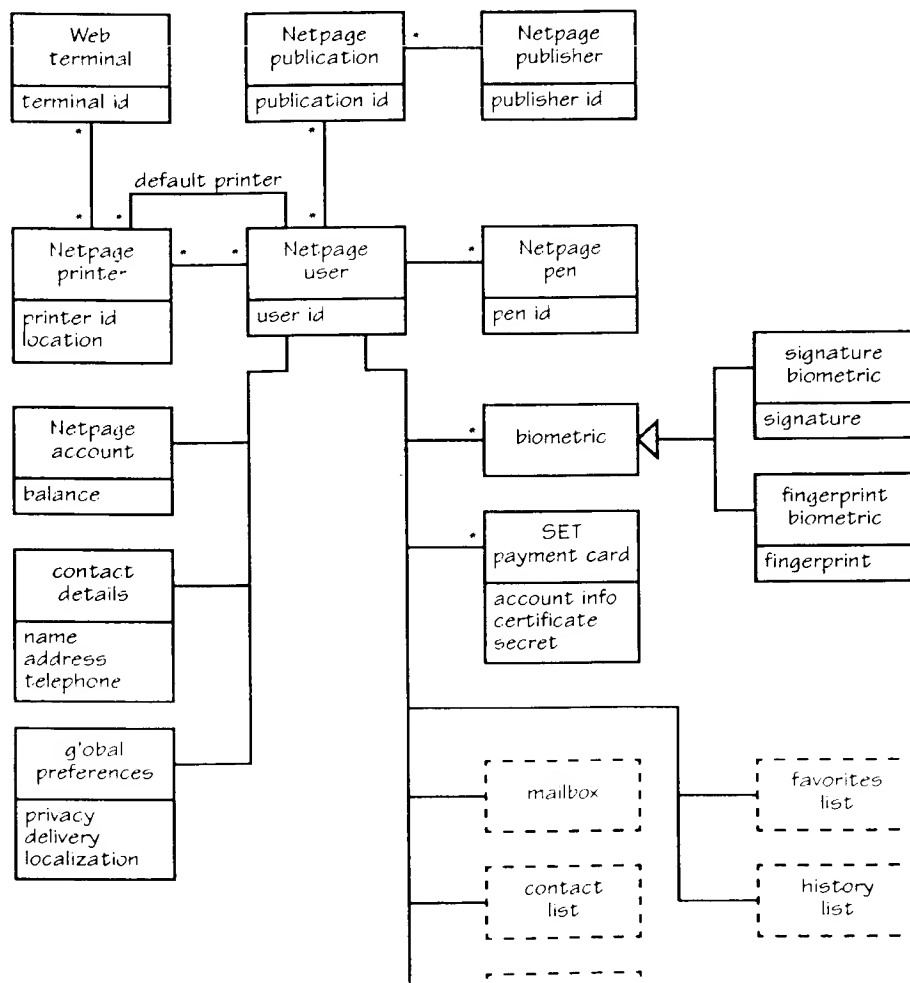 Web
terminal
terminal id
Netpage
publication
publication id
Netpage
publisher
publisher id
*
*
*
default printer
*
*
*
Netpage
printer
printer id
location
*
*
Netpage
user
user id
*
Netpage
pen
pen id
Netpage
account
balance
*
biometric
signature
biometric
signature
fingerprint
biometric
fingerprint
contact
details
name
address
telephone
*
SET
payment card
account info
certificate
secret
g'obal
preferences
privacy
delivery
localization
mailbox
favorites
list
contact
list
history
list